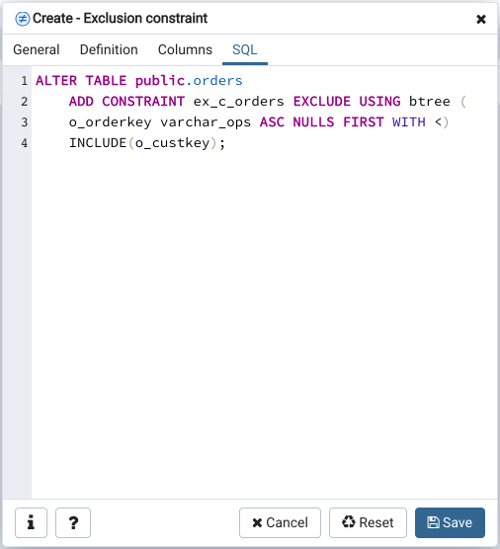 Create - Exclusion constraint
General Definition Columns SQL
1 ALTER TABLE public.orders
2 ADD CONSTRAINT ex_c_orders EXCLUDE USING btree (
3 o_orderkey varchar_ops ASC NULLS FIRST WITH <)
4 INCLUDE(o_custkey);
i ? Cancel Reset Save